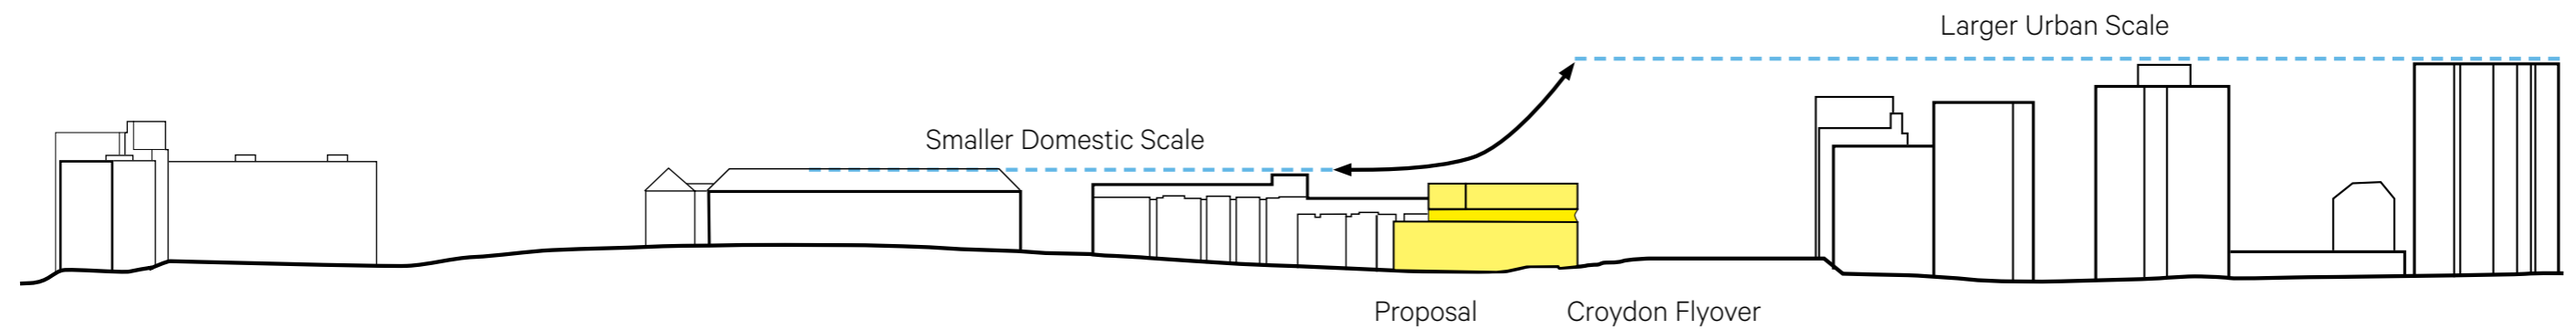 Larger Urban Scale
Smaller Domestic Scale
Proposal
Croydon Flyover